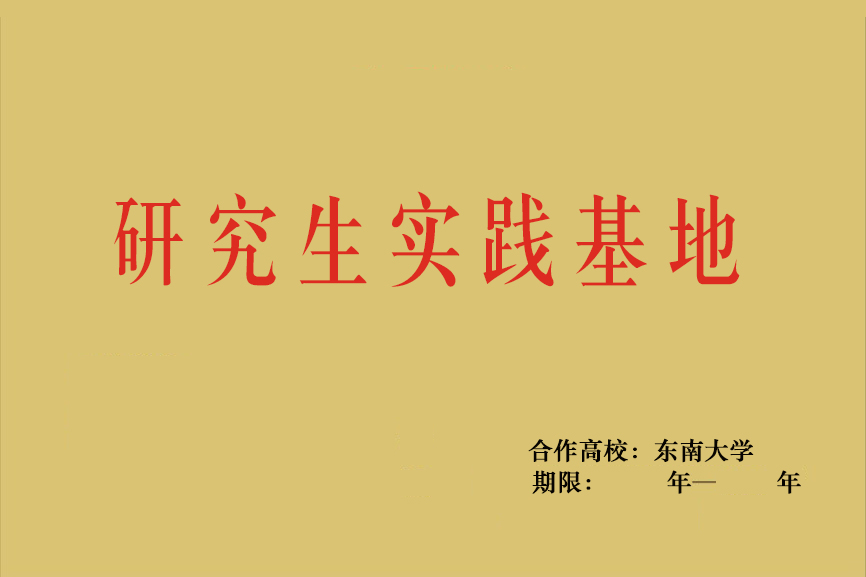 研究生实践基地
合作高校：东南大学
期限：　　年—　　年